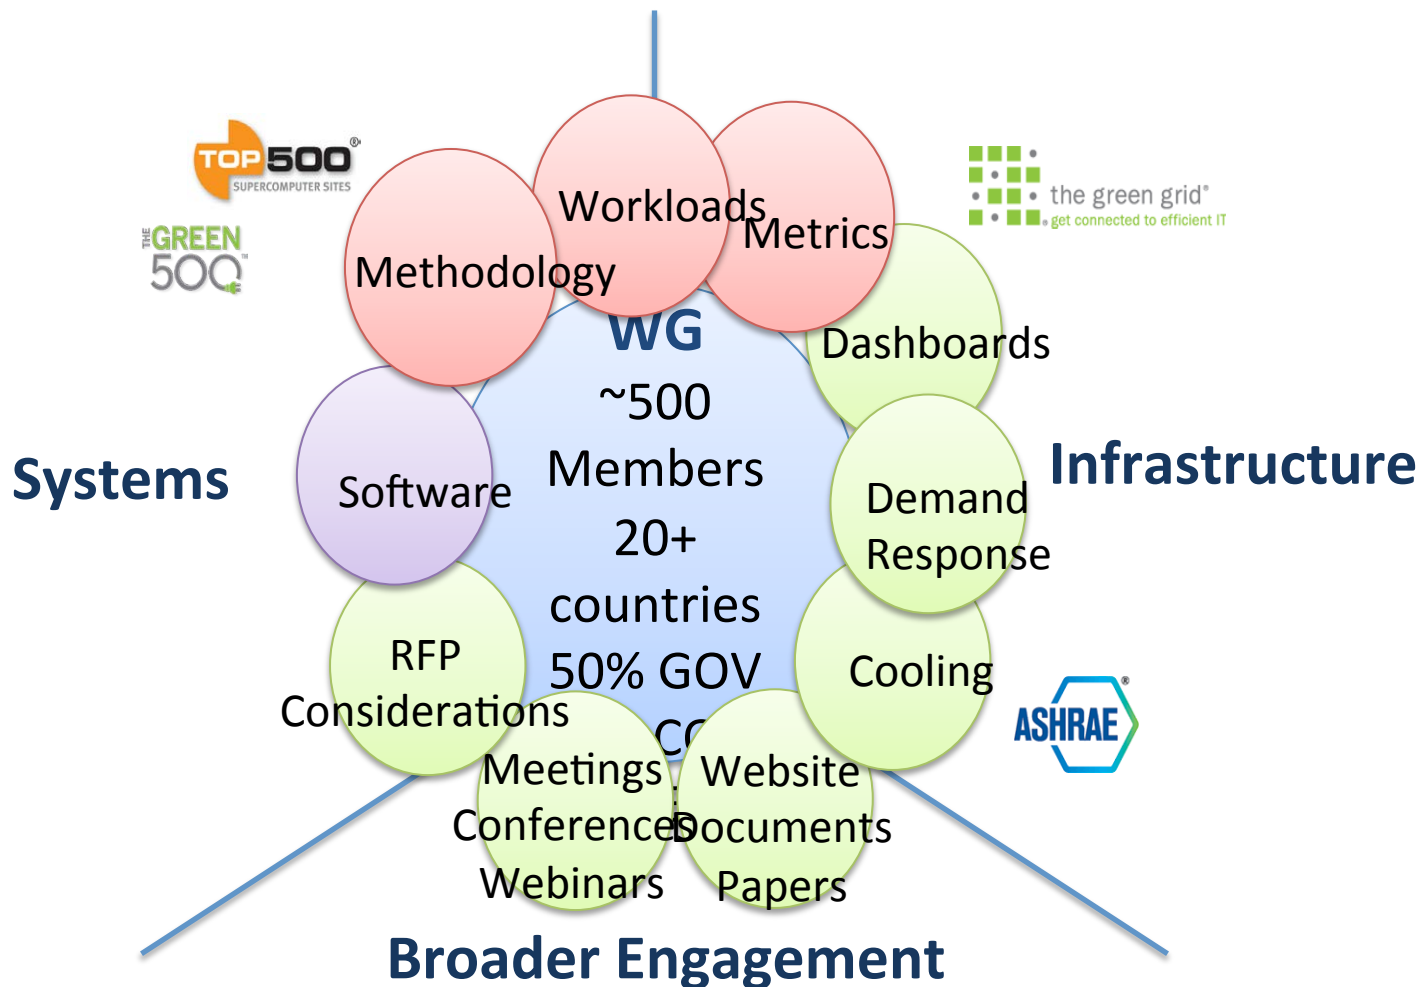 TOP 500®
SUPERCOMPUTER SITES
THE GREEN
500™
the green grid®
get connected to efficient IT
Workloads
Metrics
Methodology
WG
~500
Members
20+
countries
50% GOV
Dashboards
Systems
Infrastructure
Software
Demand
Response
RFP
Considerations
Cooling
ASHRAE®
Meetings
Conferences
Webinars
Website
Documents
Papers
Broader Engagement